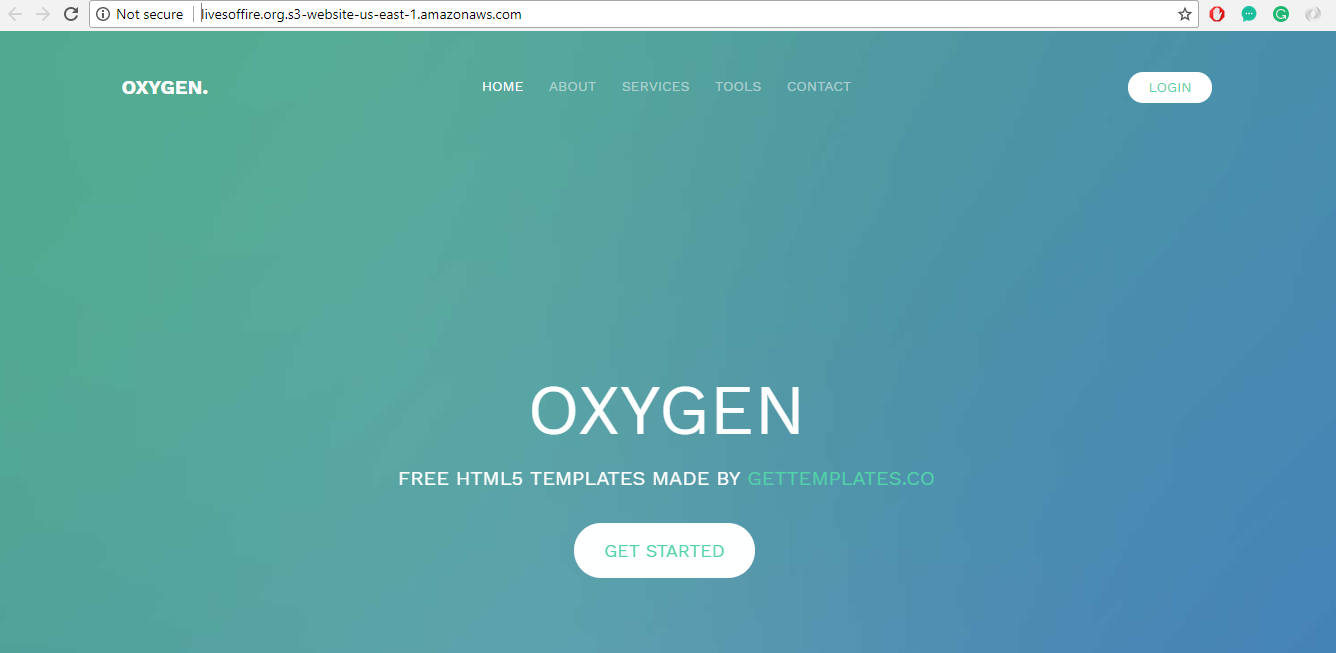 Not secure livesoffire.org.s3-website-us-east-1.amazonaws.com
OXYGEN. HOME ABOUT SERVICES TOOLS CONTACT LOGIN
OXYGEN
FREE HTML5 TEMPLATES MADE BY GETTEMPLATES.CO
GET STARTED